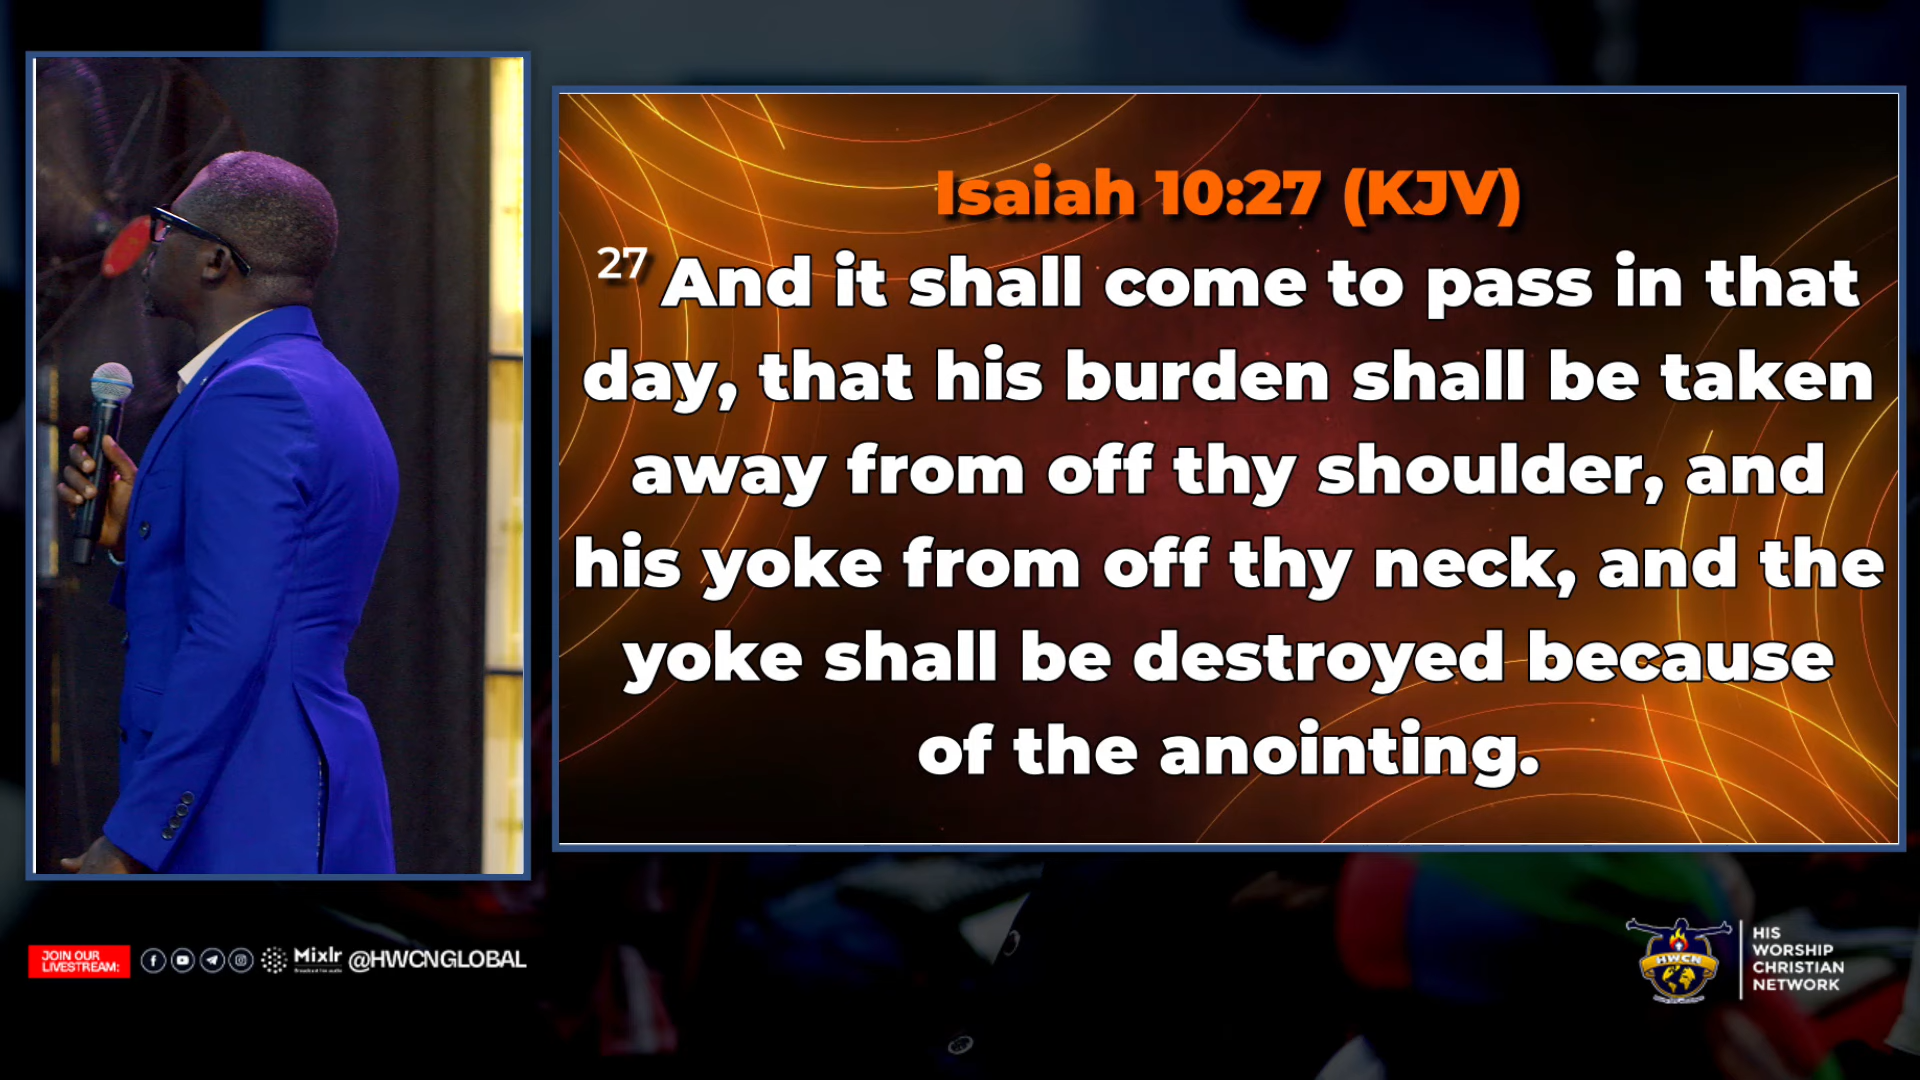 Isaiah 10:27 (KJV)
27 And it shall come to pass in that
day, that his burden shall be taken
away from off thy shoulder, and
his yoke from off thy neck, and the
yoke shall be destroyed because
of the anointing.
JOIN OUR
LIVESTREAM:
Mixlr @HWCNGLOBAL
HWCN
HIS
WORSHIP
CHRISTIAN
NETWORK